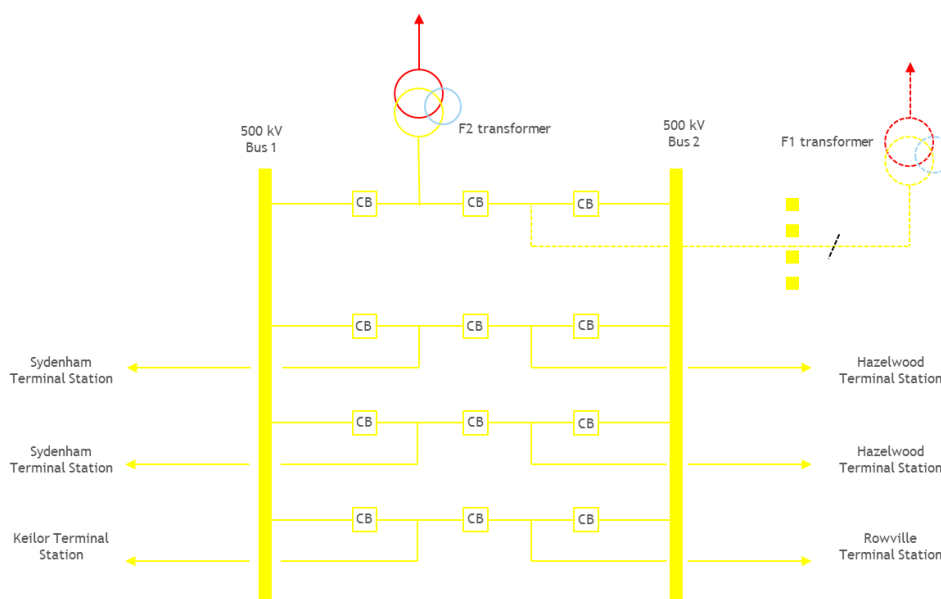 F2 transformer
500 kV
Bus 1
500 kV
Bus 2
F1 transformer
CB
CB
CB
CB
CB
CB
Sydenham
Terminal Station
Hazelwood
Terminal Station
CB
CB
CB
Sydenham
Terminal Station
Hazelwood
Terminal Station
CB
CB
CB
Keilor Terminal
Station
Rowville
Terminal Station